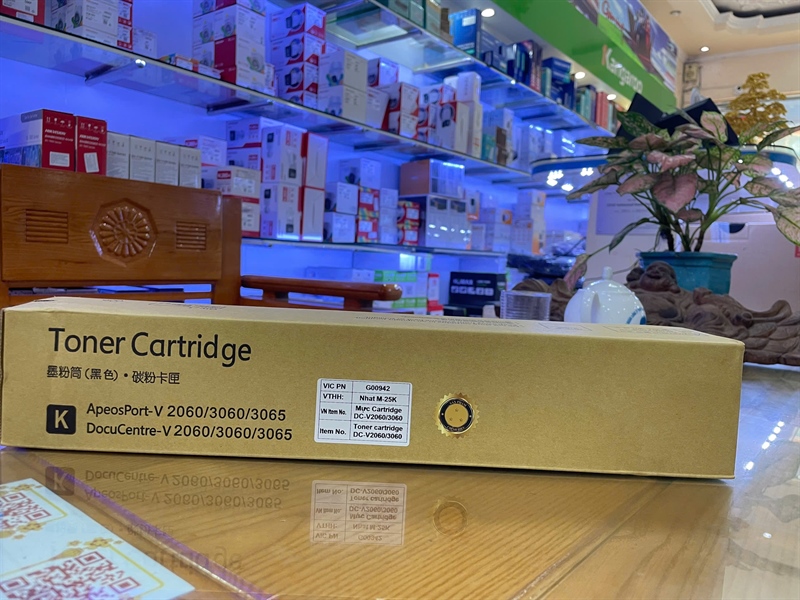 Kangaroo
HIKVISION
Toner Cartridge
墨粉筒(黑色)•碳粉卡匣
K
ApeosPort-V 2060/3060/3065
DocuCentre-V 2060/3060/3065
VIC PN G00942
VTHH: Nhat M-25K
VN Item No. Mực Cartridge DC-V2060/3060
Item No. Toner cartridge DC-V2060/3060